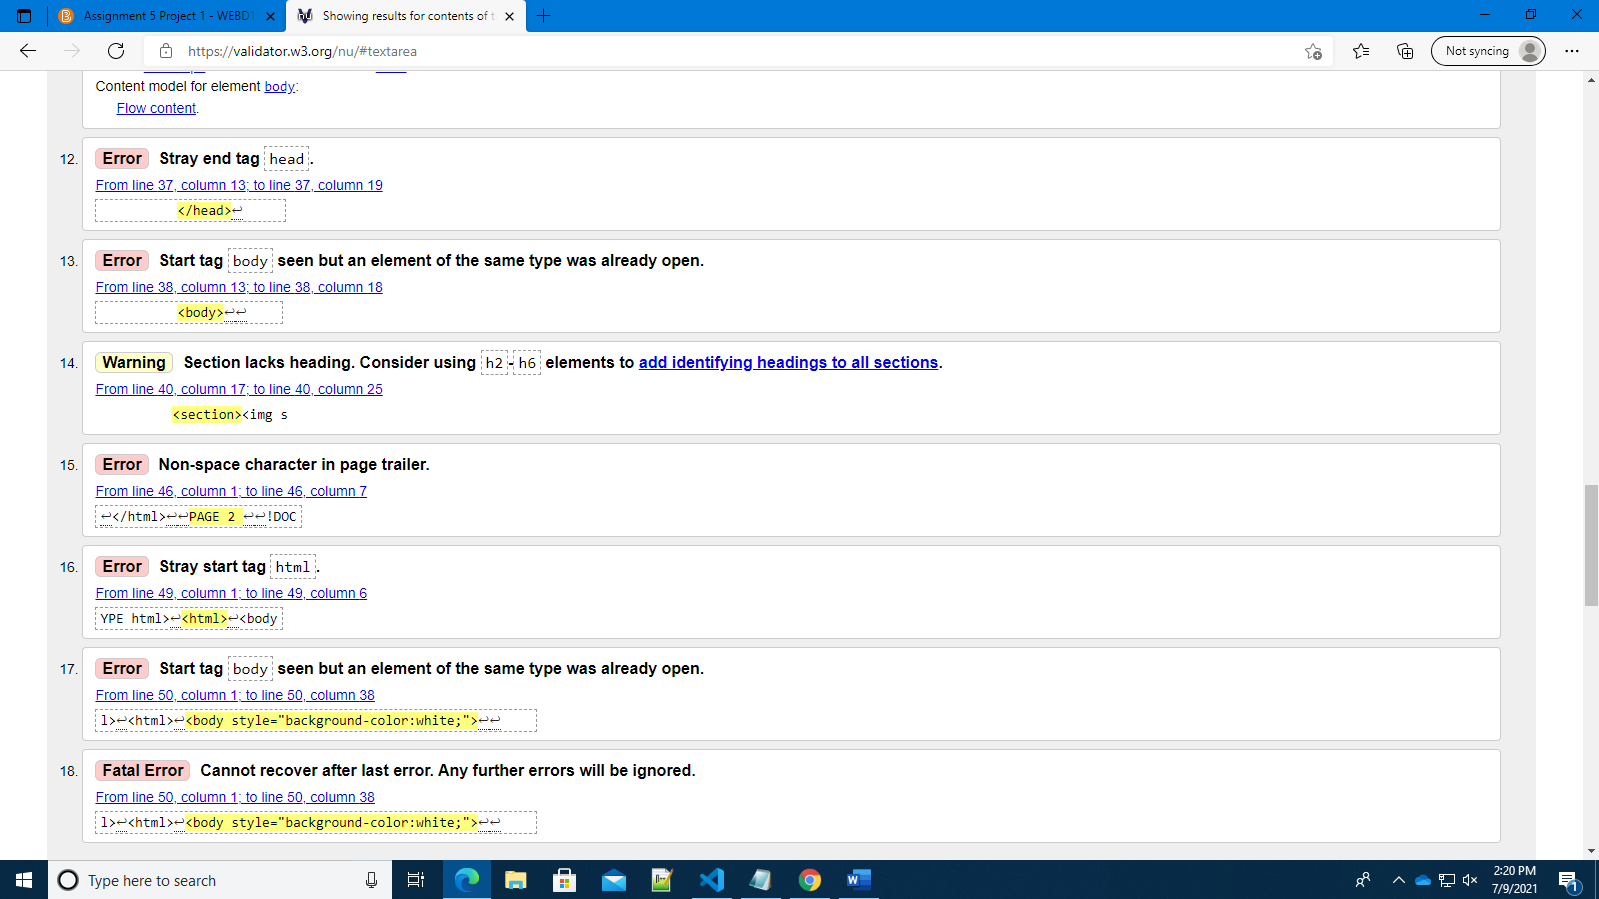 Assignment 5 Project 1 - WEBD1
Showing results for contents of t
https://validator.w3.org/nu/#textarea
Not syncing
Content model for element body:
Flow content.
12. Error Stray end tag head.
From line 37, column 13; to line 37, column 19
</head>↩
13. Error Start tag body seen but an element of the same type was already open.
From line 38, column 13; to line 38, column 18
<body>↩↩
14. Warning Section lacks heading. Consider using h2-h6 elements to add identifying headings to all sections.
From line 40, column 17; to line 40, column 25
<section><img s
15. Error Non-space character in page trailer.
From line 46, column 1; to line 46, column 7
↩</html>↩↩PAGE 2 ↩↩!DOC
16. Error Stray start tag html.
From line 49, column 1; to line 49, column 6
YPE html>↩<html>↩<body
17. Error Start tag body seen but an element of the same type was already open.
From line 50, column 1; to line 50, column 38
l>↩<html>↩<body style="background-color:white;">↩↩
18. Fatal Error Cannot recover after last error. Any further errors will be ignored.
From line 50, column 1; to line 50, column 38
l>↩<html>↩<body style="background-color:white;">↩↩
Type here to search
2:20 PM
7/9/2021
1